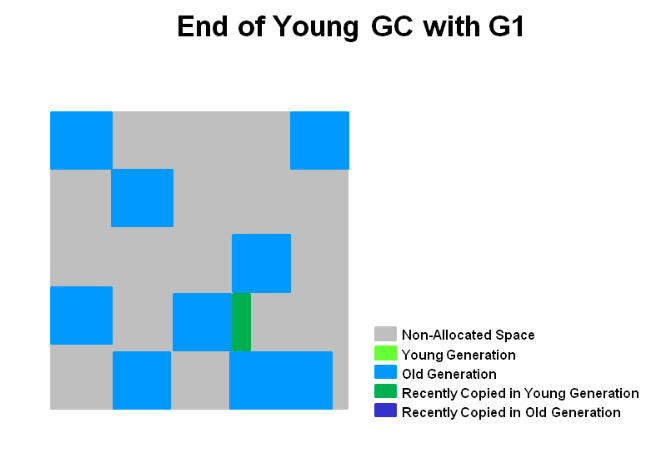 End of Young GC with G1
Non-Allocated Space
Young Generation
Old Generation
Recently Copied in Young Generation
Recently Copied in Old Generation